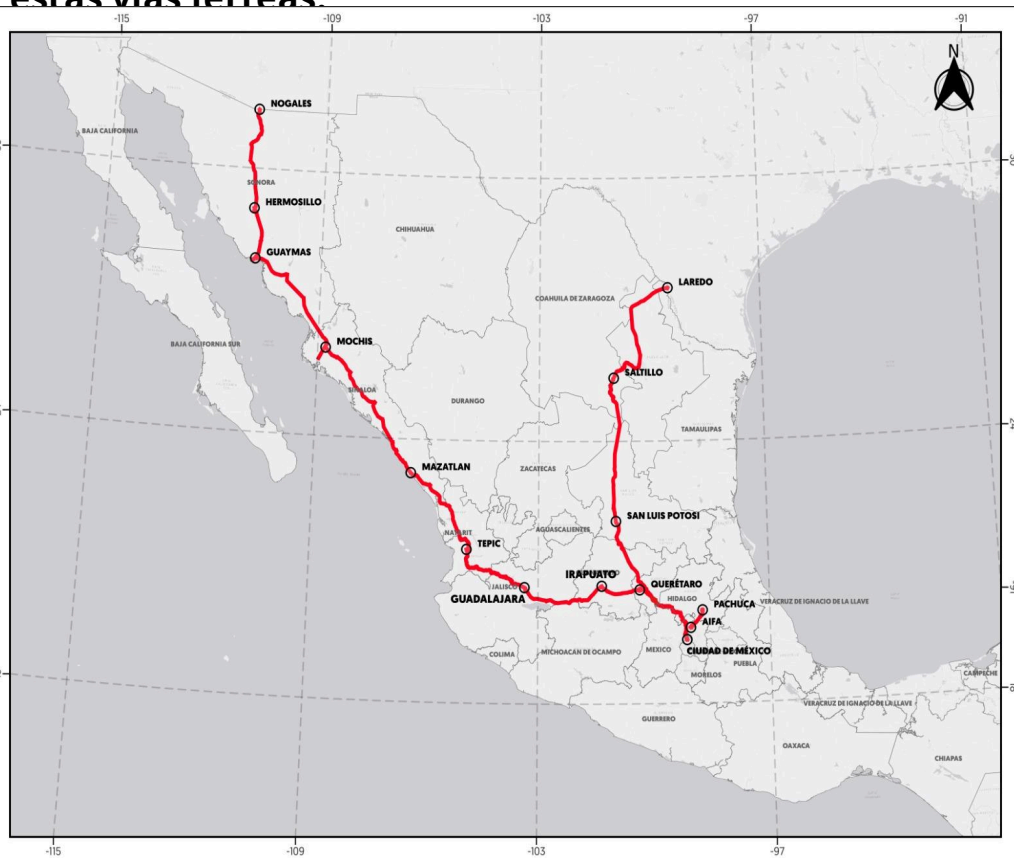 estas vías férreas.
-115 -109 -103 -97 -91
N
NOGALES
BAJA CALIFORNIA
SONORA
HERMOSILLO
CHIHUAHUA
GUAYMAS
LAREDO
COAHUILA DE ZARAGOZA
MOCHIS
BAJA CALIFORNIA SUR
SALTILLO
SINALOA
DURANGO
TAMAULIPAS
MAZATLAN
ZACATECAS
SAN LUIS POTOSI
NAYARIT
AGUASCALIENTES
TEPIC
IRAPUATO
JALISCO
QUERÉTARO
GUADALAJARA
HIDALGO
PACHUCA
VERACRUZ DE IGNACIO DE LA LLAVE
AIFA
CIUDAD DE MÉXICO
COLIMA
MICHOACAN DE OCAMPO
MEXICO
PUEBLA
MORELOS
CAMPECHE
VERACRUZ DE IGNACIO DE LA LLAVE
GUERRERO
OAXACA
CHIAPAS
-115 -109 -103 -97